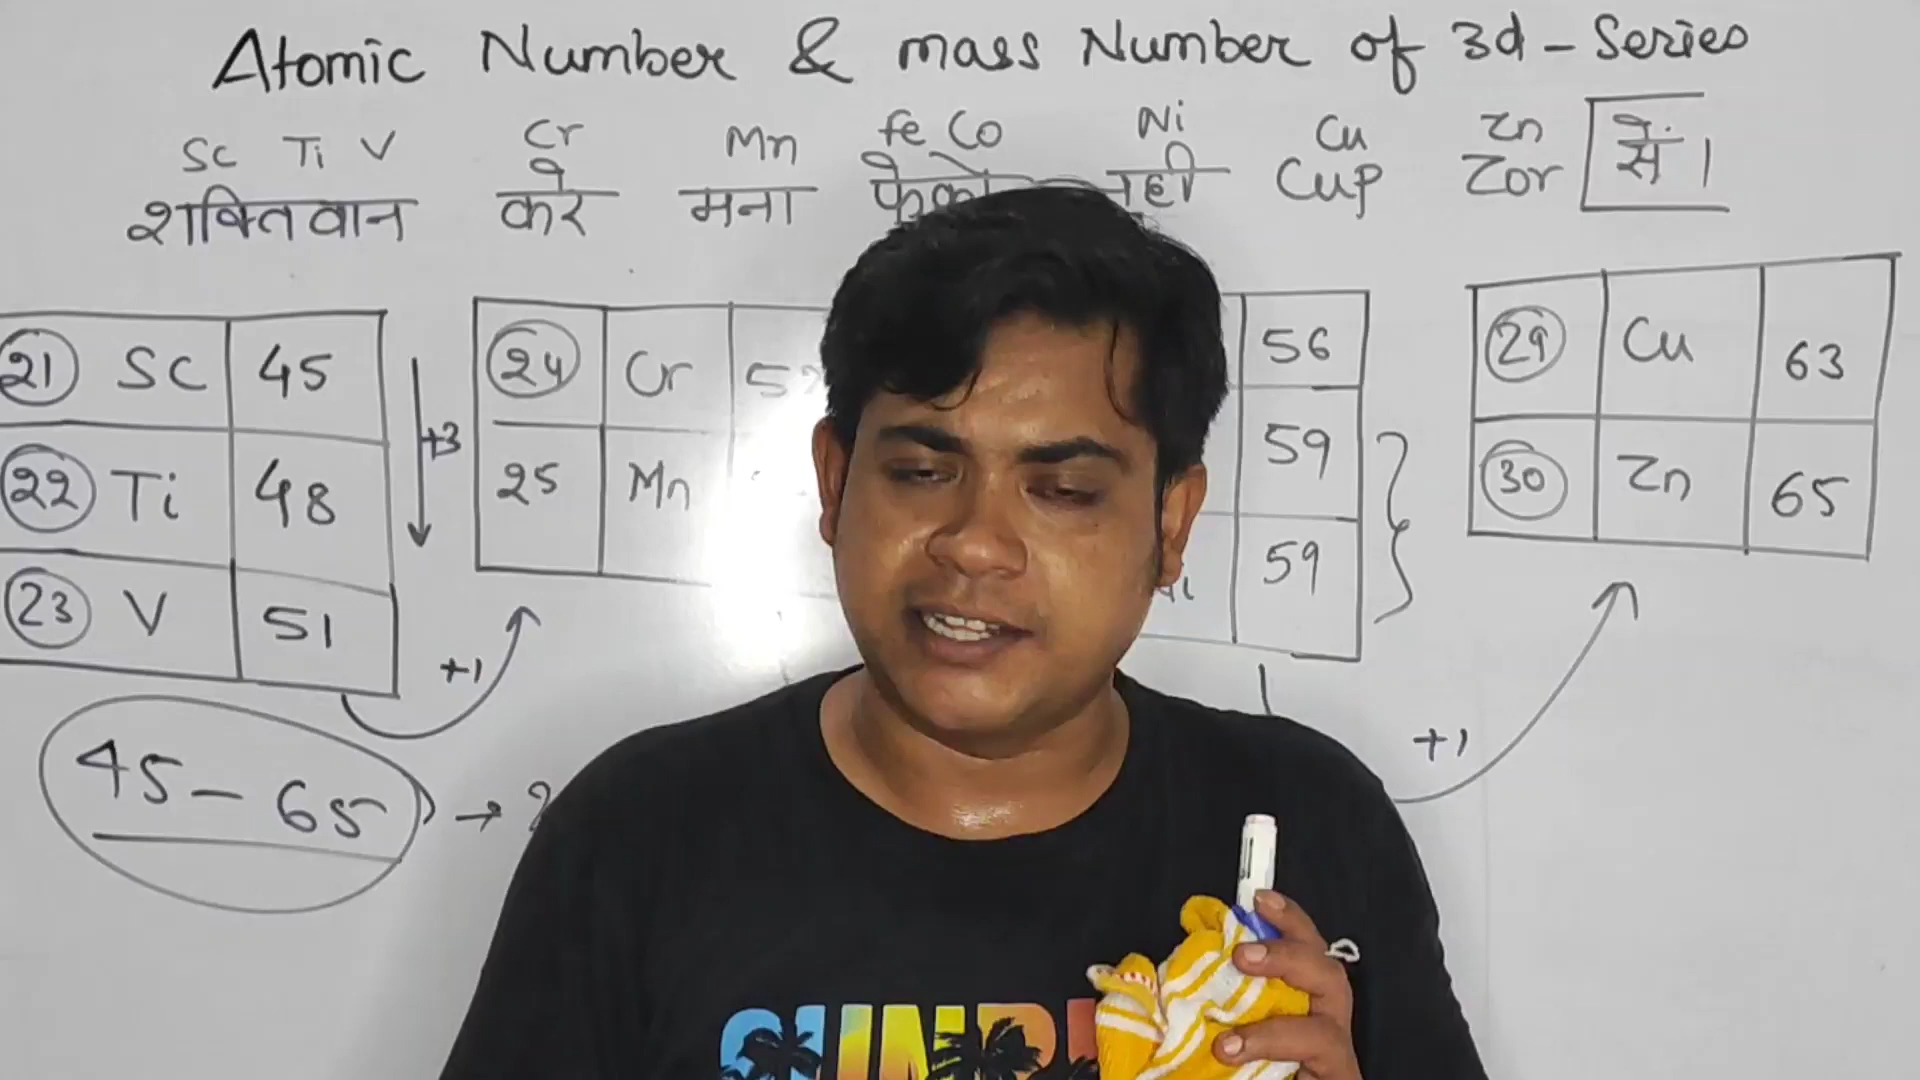 Atomic Number & mass Number of 3d-Series
Sc Ti V Cr Mn Fe Co Ni Cu Zn
शक्तिवान करे मना फेको नही Cup Zor से।
21 Sc 45
22 Ti 48
23 V 51
+3
24 Cr
25 Mn
56
59
59
29 Cu 63
30 Zn 65
+1
+1
45-65 →